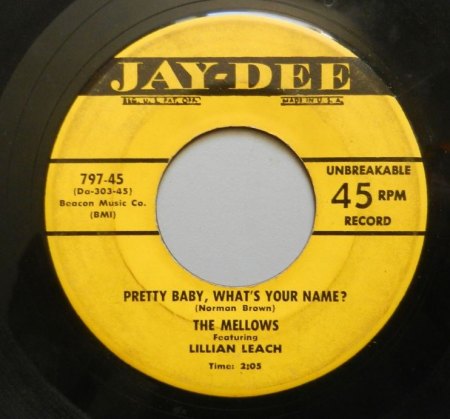 JAY-DEE
REG. U. S. PAT. OFF. MADE IN U. S. A.
797-45
(Da-303-45)
Beacon Music Co.
(BMI)
UNBREAKABLE
45 RPM
RECORD
PRETTY BABY, WHAT'S YOUR NAME?
(Norman Brown)
THE MELLOWS
Featuring
LILLIAN LEACH
Time: 2:05